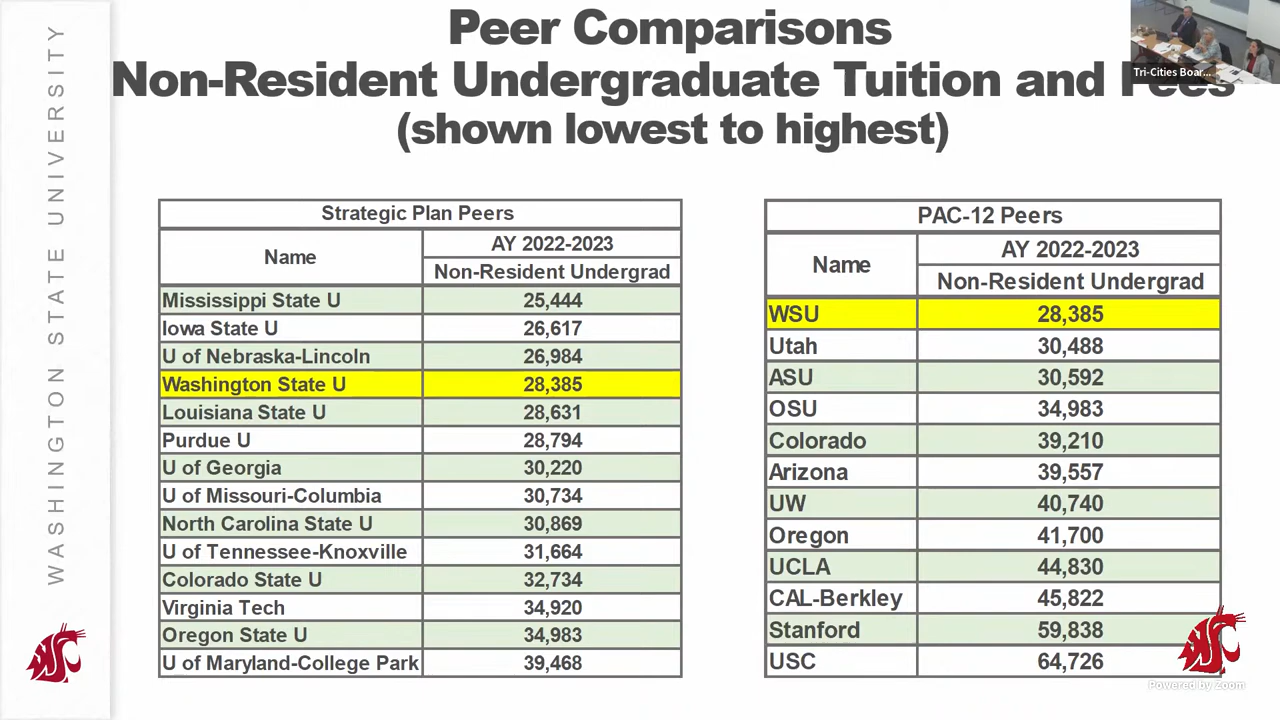 Peer Comparisons
Non-Resident Undergraduate Tuition and Fees
(shown lowest to highest)
Tri-Cities Boar...
WASHINGTON STATE UNIVERSITY
Strategic Plan Peers
Name
AY 2022-2023
Non-Resident Undergrad
Mississippi State U 25,444
Iowa State U 26,617
U of Nebraska-Lincoln 26,984
Washington State U 28,385
Louisiana State U 28,631
Purdue U 28,794
U of Georgia 30,220
U of Missouri-Columbia 30,734
North Carolina State U 30,869
U of Tennessee-Knoxville 31,664
Colorado State U 32,734
Virginia Tech 34,920
Oregon State U 34,983
U of Maryland-College Park 39,468
PAC-12 Peers
Name
AY 2022-2023
Non-Resident Undergrad
WSU 28,385
Utah 30,488
ASU 30,592
OSU 34,983
Colorado 39,210
Arizona 39,557
UW 40,740
Oregon 41,700
UCLA 44,830
CAL-Berkley 45,822
Stanford 59,838
USC 64,726
Powered by Zoom